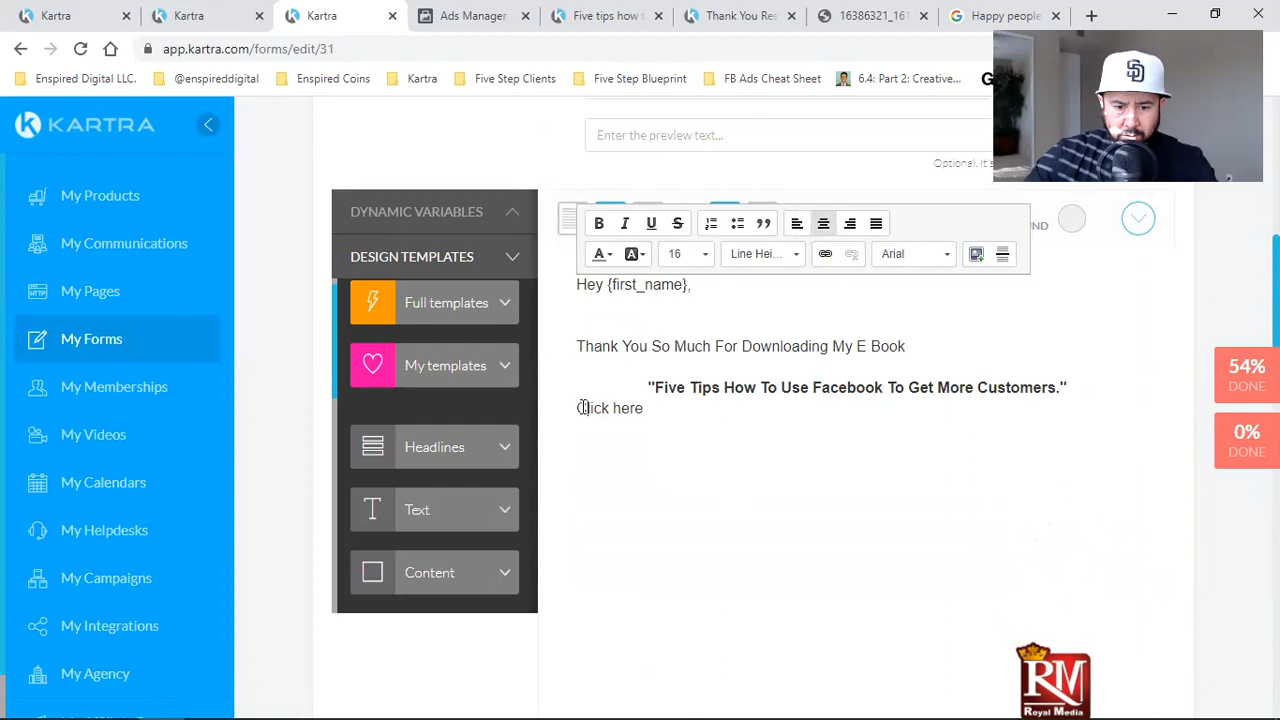 Kartra
Kartra
Kartra
Ads Manager
Five tips how t
Thank You Res
16386321_161
Happy people
app.kartra.com/forms/edit/31
Enspired Digital LLC.
@enspireddigital
Enspired Coins
Kartra
Five Step Clients
Five Step Blueprint
FB Ads Cheat Sheet
6.4: Part 2: Creative...
KARTRA
Enter the preview text...
SD
My Products
My Communications
My Pages
My Forms
My Memberships
My Videos
My Calendars
My Helpdesks
My Campaigns
My Integrations
My Agency
DYNAMIC VARIABLES
DESIGN TEMPLATES
Full templates
My templates
Headlines
Text
Content
B I U S
A A 16 Line Hei... Arial
Hey {first_name},
Thank You So Much For Downloading My E Book
"Five Tips How To Use Facebook To Get More Customers."
Click here
54%
DONE
0%
DONE
RM
Royal Media